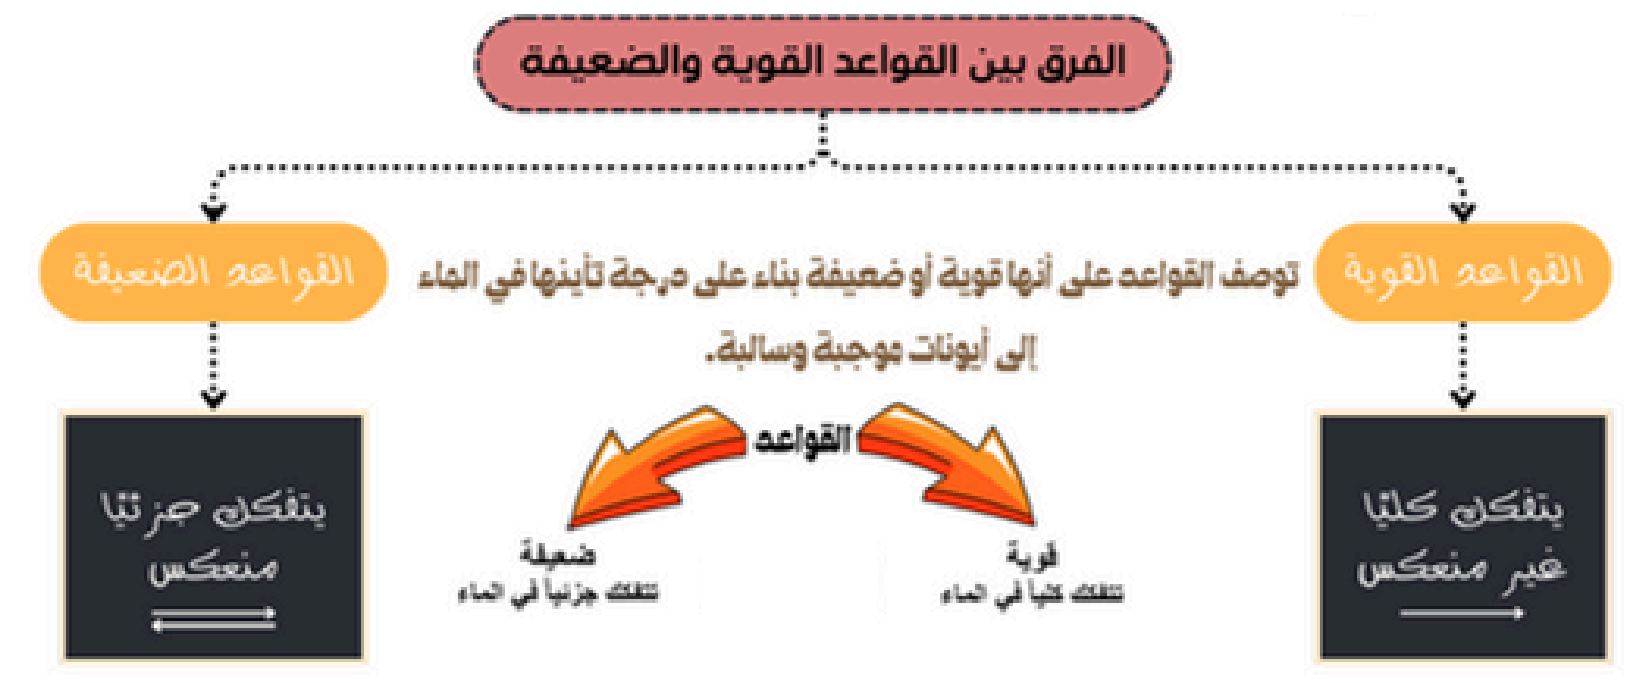 الفرق بين القواعد القوية والضعيفة
القواعد القوية
توصف القواعد على أنها قوية أو ضعيفة بناء على درجة تأينها في الماء
إلى أيونات موجبة وسالبة.
القواعد الضعيفة
يتفكك كليًا
غير منعكس
القواعد
قوية
تتفكك كلياً في الماء
ضعيفة
تتفكك جزئياً في الماء
يتفكك جزئيًا
منعكس